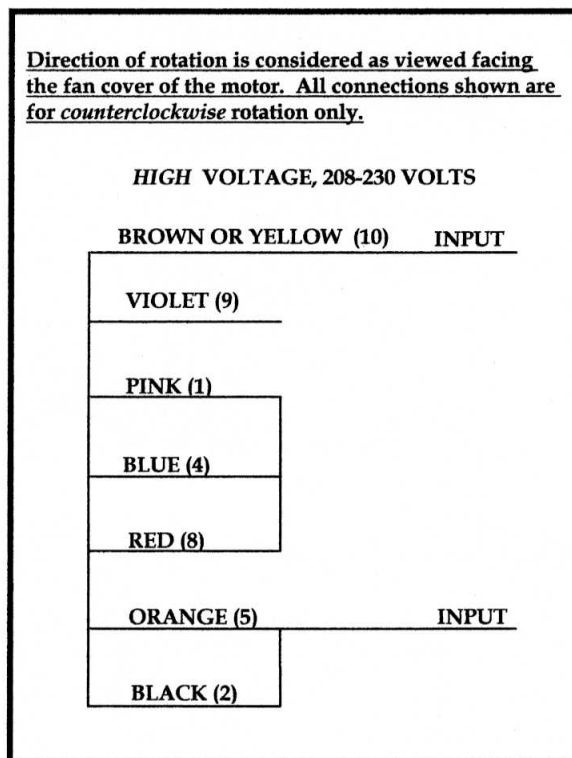 Direction of rotation is considered as viewed facing
the fan cover of the motor. All connections shown are
for counterclockwise rotation only.
HIGH VOLTAGE, 208-230 VOLTS
BROWN OR YELLOW (10) INPUT
VIOLET (9)
PINK (1)
BLUE (4)
RED (8)
ORANGE (5) INPUT
BLACK (2)